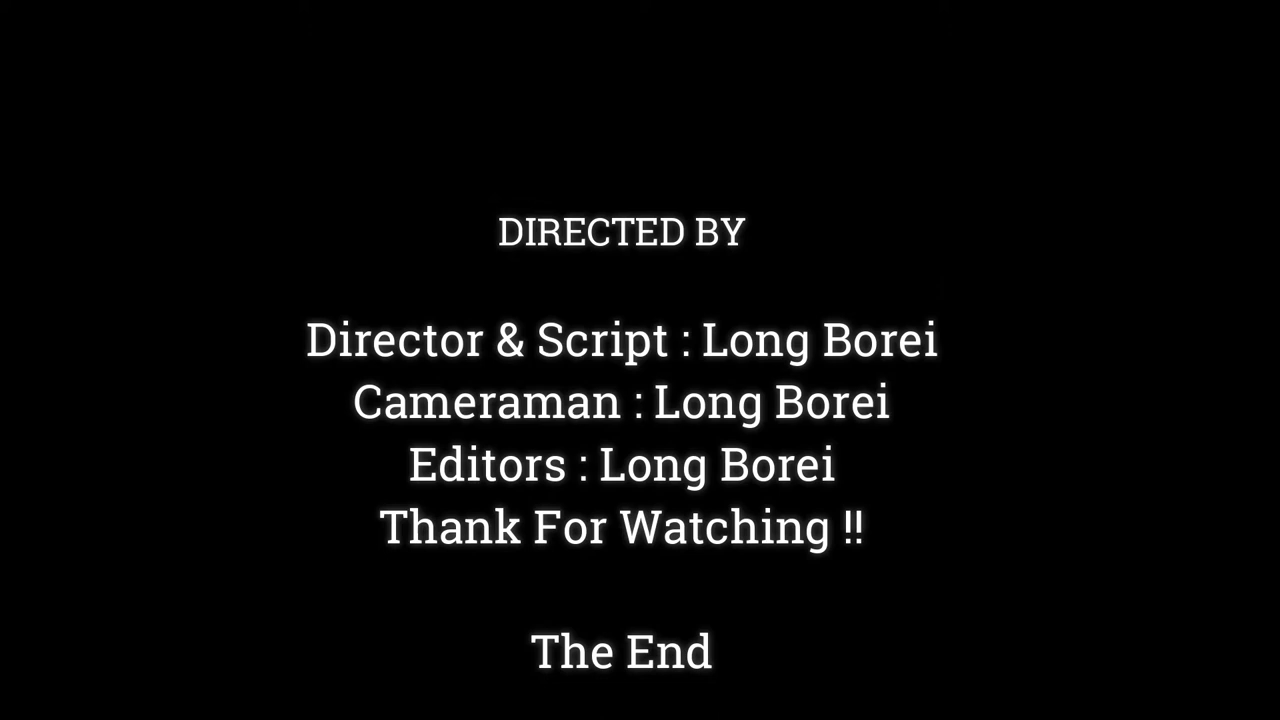 DIRECTED BY
Director & Script : Long Borei
Cameraman : Long Borei
Editors : Long Borei
Thank For Watching !!
The End